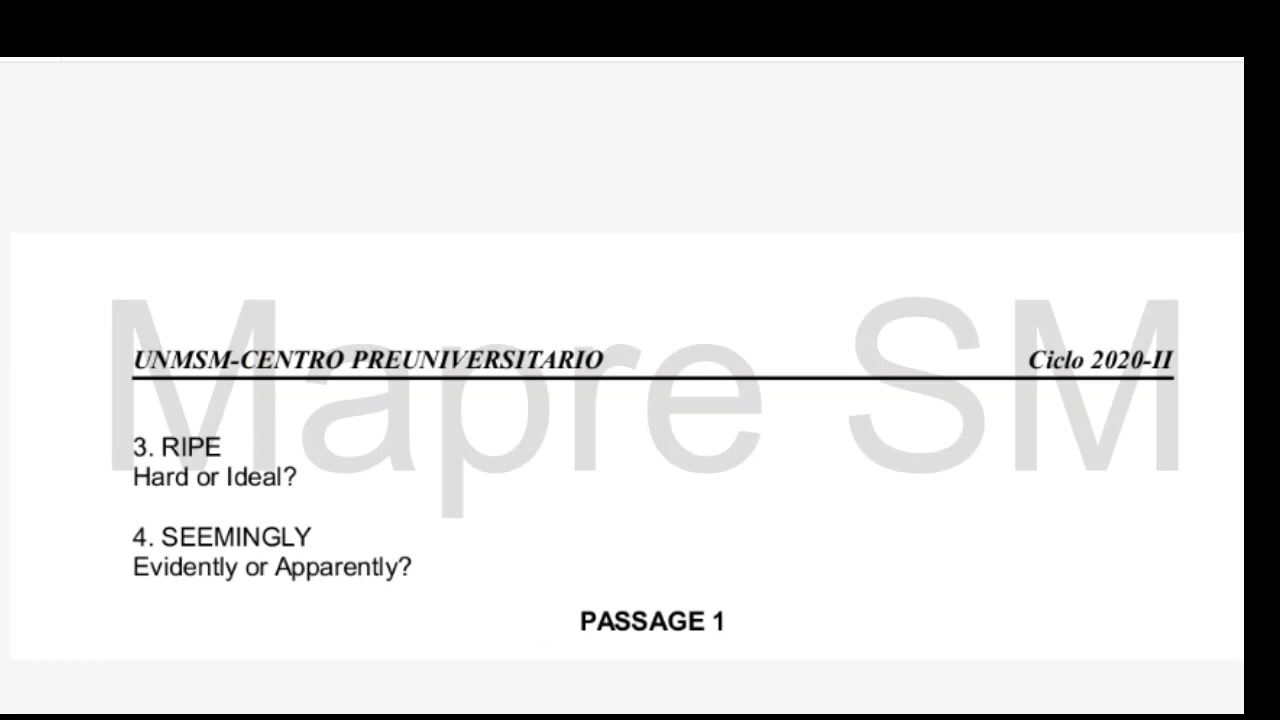 Mapre SM
UNMSM-CENTRO PREUNIVERSITARIO Ciclo 2020-II
3. RIPE
Hard or Ideal?
4. SEEMINGLY
Evidently or Apparently?
PASSAGE 1